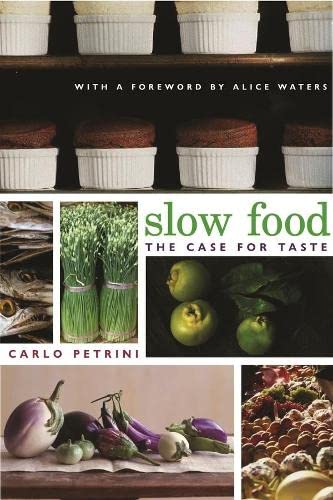 WITH A FOREWORD BY ALICE WATERS
slow food
THE CASE FOR TASTE
CARLO PETRINI